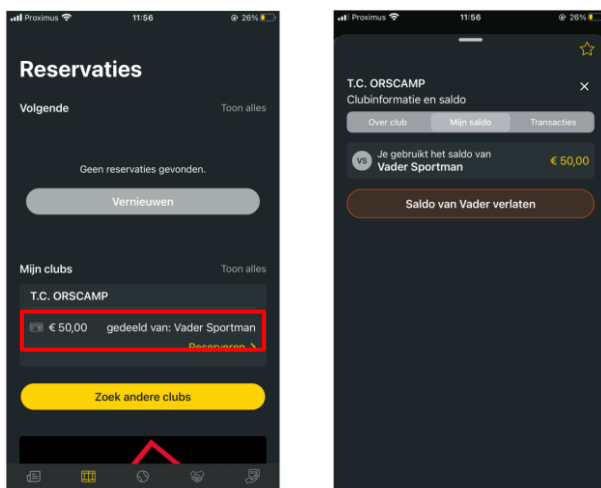 Proximus
11:56
26%
Reservaties
Volgende
Toon alles
Geen reservaties gevonden.
Vernieuwen
Mijn clubs
Toon alles
T.C. ORSCAMP
€ 50,00
gedeeld van: Vader Sportman
Reserveren >
Zoek andere clubs
Proximus
11:56
26%
T.C. ORSCAMP
Clubinformatie en saldo
Over club
Mijn saldo
Transacties
VS
Je gebruikt het saldo van
Vader Sportman
€ 50,00
Saldo van Vader verlaten